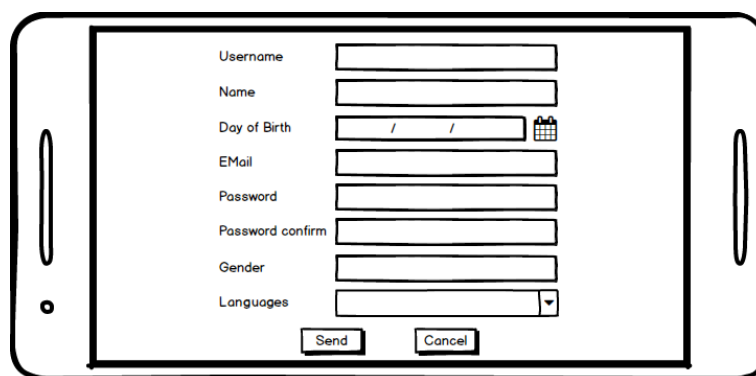 Username
Name
Day of Birth / /
EMail
Password
Password confirm
Gender
Languages
Send Cancel